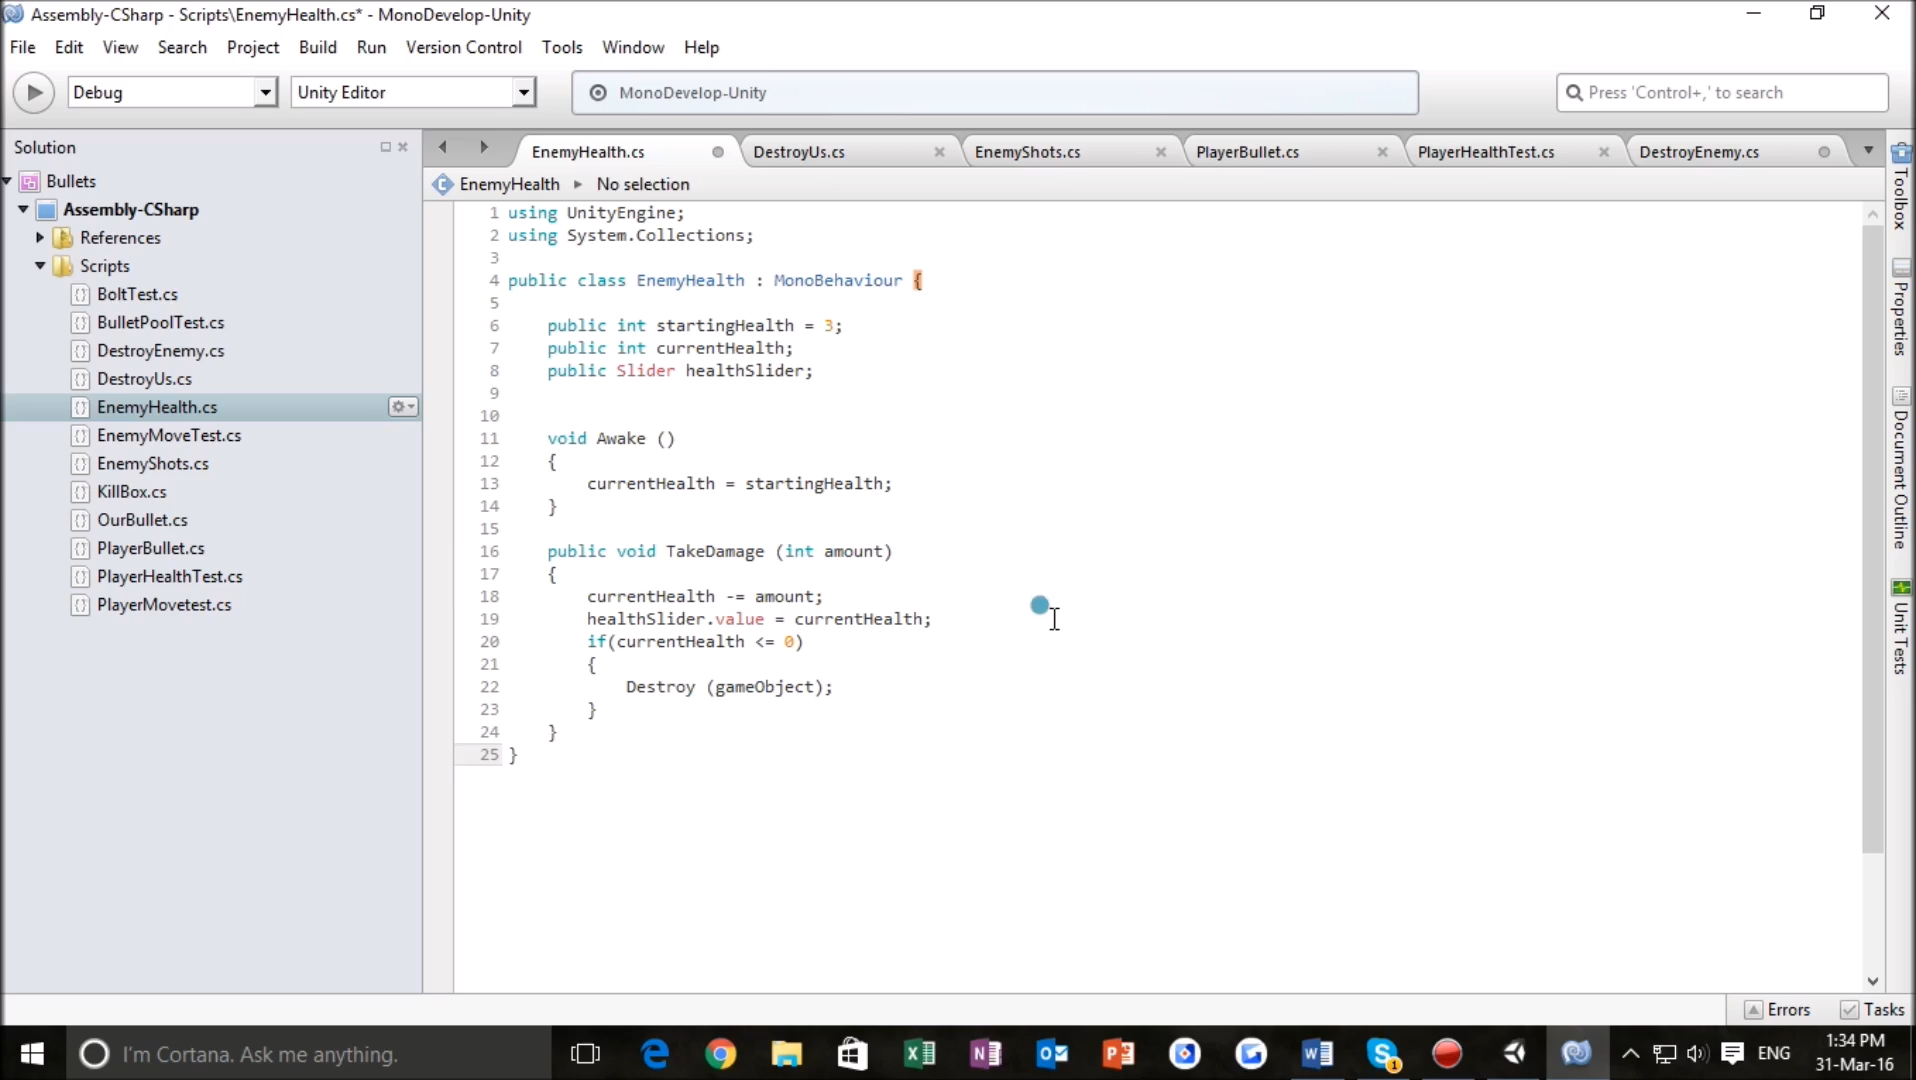 Assembly-CSharp - Scripts\EnemyHealth.cs* - MonoDevelop-Unity
File Edit View Search Project Build Run Version Control Tools Window Help
Debug Unity Editor MonoDevelop-Unity Press 'Control+,' to search
Solution
Bullets
Assembly-CSharp
References
Scripts
BoltTest.cs
BulletPoolTest.cs
DestroyEnemy.cs
DestroyUs.cs
EnemyHealth.cs
EnemyMoveTest.cs
EnemyShots.cs
KillBox.cs
OurBullet.cs
PlayerBullet.cs
PlayerHealthTest.cs
PlayerMovetest.cs
EnemyHealth.cs DestroyUs.cs EnemyShots.cs PlayerBullet.cs PlayerHealthTest.cs DestroyEnemy.cs
EnemyHealth No selection
1 using UnityEngine;
2 using System.Collections;
3
4 public class EnemyHealth : MonoBehaviour {
5
6 public int startingHealth = 3;
7 public int currentHealth;
8 public Slider healthSlider;
9
10
11 void Awake ()
12 {
13 currentHealth = startingHealth;
14 }
15
16 public void TakeDamage (int amount)
17 {
18 currentHealth -= amount;
19 healthSlider.value = currentHealth;
20 if(currentHealth <= 0)
21 {
22 Destroy (gameObject);
23 }
24 }
25 }
Toolbox
Properties
Document Outline
Unit Tests
Errors Tasks
I'm Cortana. Ask me anything.
1
ENG
1:34 PM
31-Mar-16